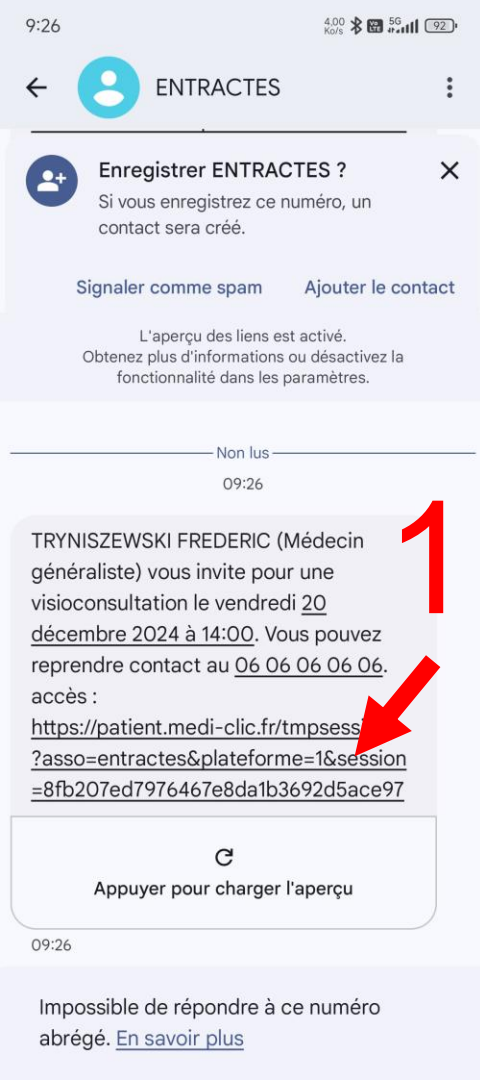 9:26
4,00 Ko/s 5G 92
ENTRACTES
Enregistrer ENTRACTES ?
Si vous enregistrez ce numéro, un
contact sera créé.
Signaler comme spam Ajouter le contact
L'aperçu des liens est activé.
Obtenez plus d'informations ou désactivez la
fonctionnalité dans les paramètres.
Non lus
09:26
1
TRYNISZEWSKI FREDERIC (Médecin
généraliste) vous invite pour une
visioconsultation le vendredi 20
décembre 2024 à 14:00. Vous pouvez
reprendre contact au 06 06 06 06 06.
accès :
https://patient.medi-clic.fr/tmpsess
?asso=entractes&plateforme=1&session
=8fb207ed7976467e8da1b3692d5ace97
Appuyer pour charger l'aperçu
09:26
Impossible de répondre à ce numéro
abrégé. En savoir plus